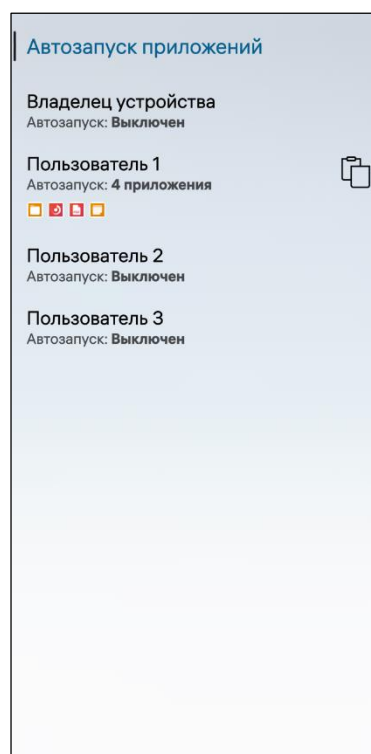 Автозапуск приложений
Владелец устройства
Автозапуск: Выключен
Пользователь 1
Автозапуск: 4 приложения
Пользователь 2
Автозапуск: Выключен
Пользователь 3
Автозапуск: Выключен